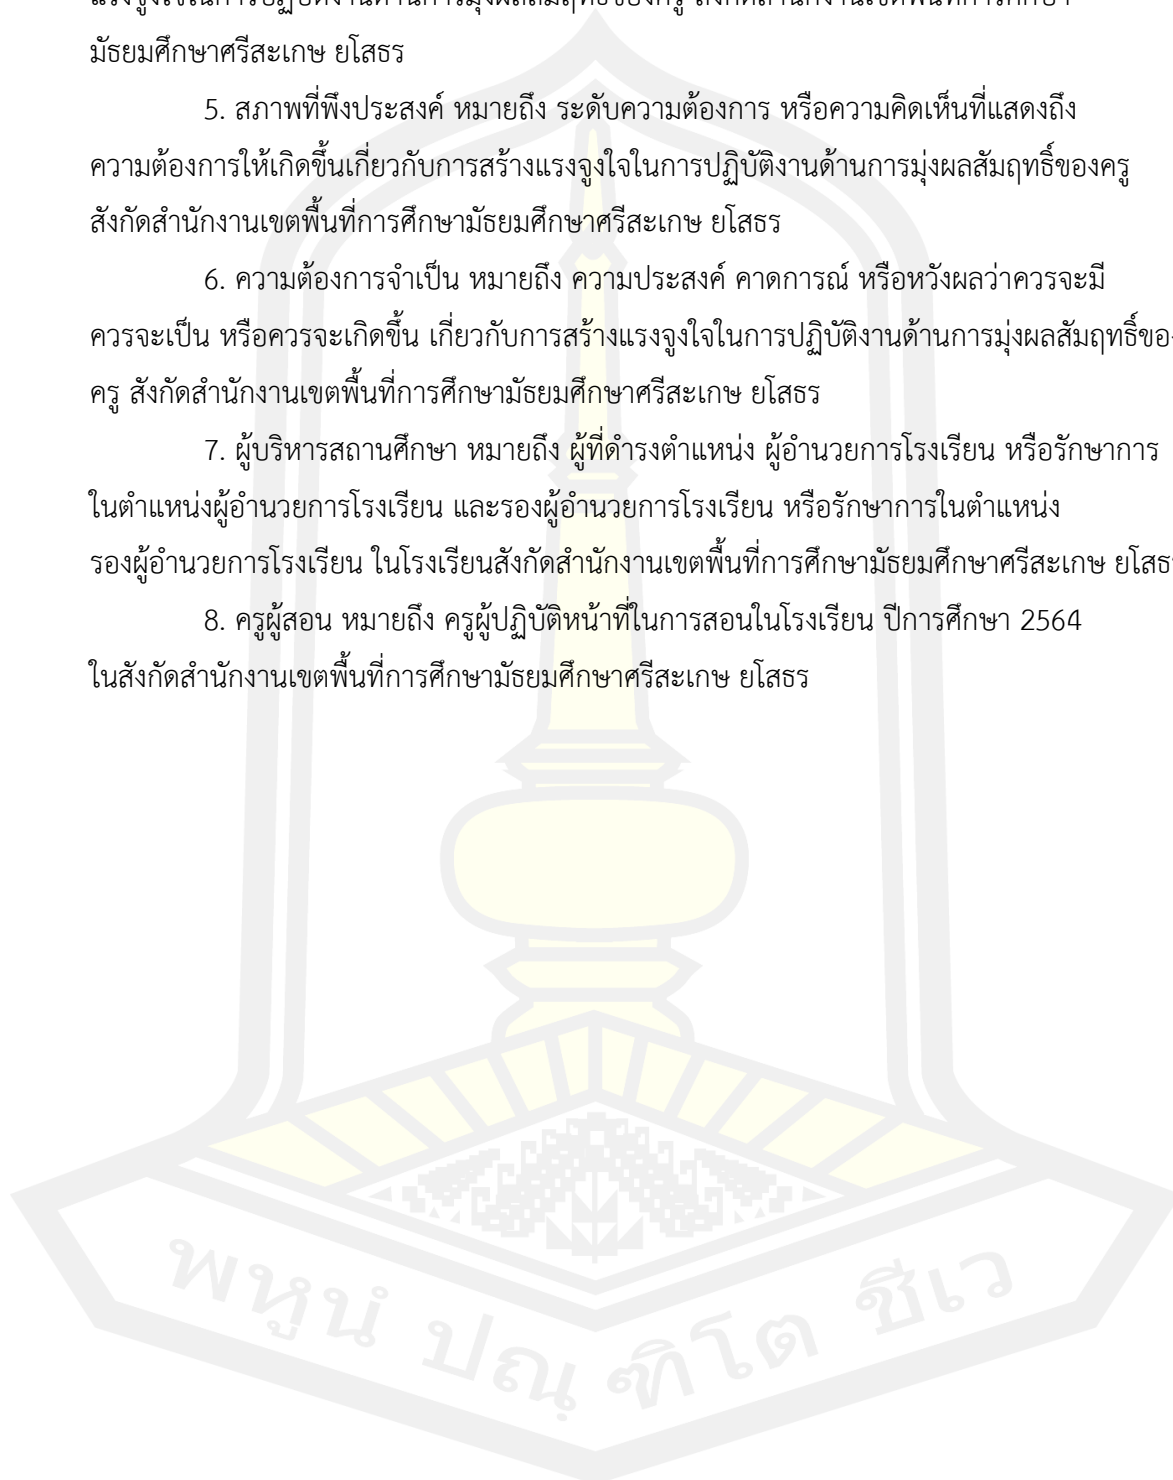 มัธยมศึกษาศรีสะเกษ ยโสธร
5. สภาพที่พึงประสงค์ หมายถึง ระดับความต้องการ หรือความคิดเห็นที่แสดงถึง
ความต้องการให้เกิดขึ้นเกี่ยวกับการสร้างแรงจูงใจในการปฏิบัติงานด้านการมุ่งผลสัมฤทธิ์ของครู
สังกัดสำนักงานเขตพื้นที่การศึกษามัธยมศึกษาศรีสะเกษ ยโสธร
6. ความต้องการจำเป็น หมายถึง ความประสงค์ คาดการณ์ หรือหวังผลว่าควรจะมี
ควรจะเป็น หรือควรจะเกิดขึ้น เกี่ยวกับการสร้างแรงจูงใจในการปฏิบัติงานด้านการมุ่งผลสัมฤทธิ์ของ
ครู สังกัดสำนักงานเขตพื้นที่การศึกษามัธยมศึกษาศรีสะเกษ ยโสธร
7. ผู้บริหารสถานศึกษา หมายถึง ผู้ที่ดำรงตำแหน่ง ผู้อำนวยการโรงเรียน หรือรักษาการ
ในตำแหน่งผู้อำนวยการโรงเรียน และรองผู้อำนวยการโรงเรียน หรือรักษาการในตำแหน่ง
รองผู้อำนวยการโรงเรียน ในโรงเรียนสังกัดสำนักงานเขตพื้นที่การศึกษามัธยมศึกษาศรีสะเกษ ยโสธร
8. ครูผู้สอน หมายถึง ครูผู้ปฏิบัติหน้าที่ในการสอนในโรงเรียน ปีการศึกษา 2564
ในสังกัดสำนักงานเขตพื้นที่การศึกษามัธยมศึกษาศรีสะเกษ ยโสธร
พหูนํ ปณฺฑิโต ชีเว